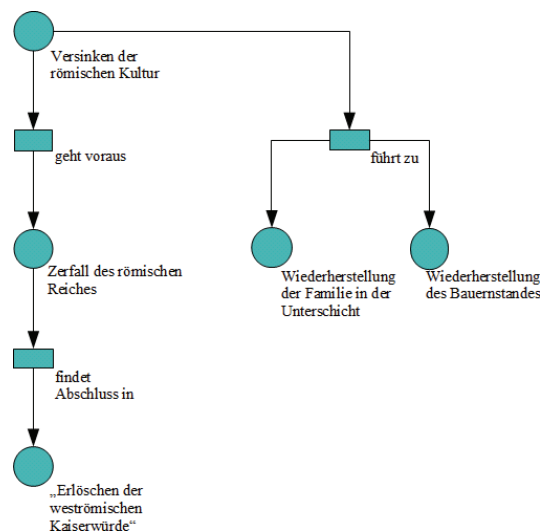 Versinken der
römischen Kultur
geht voraus
führt zu
Zerfall des römischen
Reiches
Wiederherstellung
der Familie in der
Unterschicht
Wiederherstellung
des Bauernstandes
findet
Abschluss in
„Erlöschen der
weströmischen
Kaiserwürde“